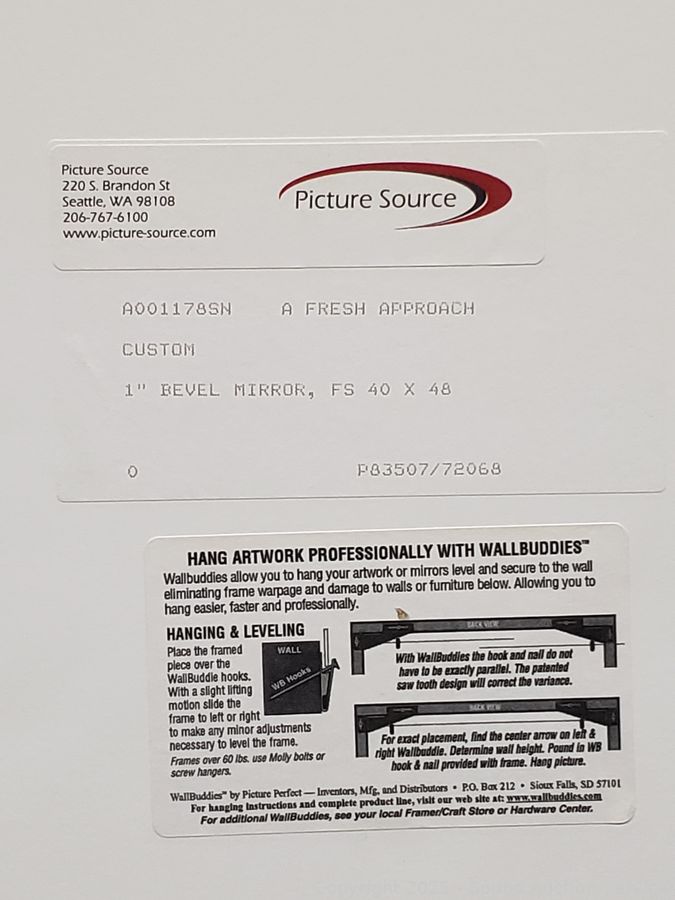 Picture Source
220 S. Brandon St
Seattle, WA 98108
206-767-6100
www.picture-source.com
Picture Source
A001178SN A FRESH APPROACH
CUSTOM
1" BEVEL MIRROR, FS 40 X 48
0 P83507/72068
HANG ARTWORK PROFESSIONALLY WITH WALLBUDDIES™
Wallbuddies allow you to hang your artwork or mirrors level and secure to the wall
eliminating frame warpage and damage to walls or furniture below. Allowing you to
hang easier, faster and professionally.
HANGING & LEVELING
Place the framed
piece over the
WallBuddie hooks.
With a slight lifting
motion slide the
frame to left or right
to make any minor adjustments
necessary to level the frame.
Frames over 60 lbs. use Molly bolts or
screw hangers.
WALL
WB Hooks
BACK VIEW
With WallBuddies the hook and nail do not
have to be exactly parallel. The patented
saw tooth design will correct the variance.
BACK VIEW
For exact placement, find the center arrow on left &
right Wallbuddie. Determine wall height. Pound in WB
hook & nail provided with frame. Hang picture.
WallBuddies™ by Picture Perfect — Inventors, Mfg, and Distributors • P.O. Box 212 • Sioux Falls, SD 57101
For hanging instructions and complete product line, visit our web site at: www.wallbuddies.com
For additional WallBuddies, see your local Framer/Craft Store or Hardware Center.